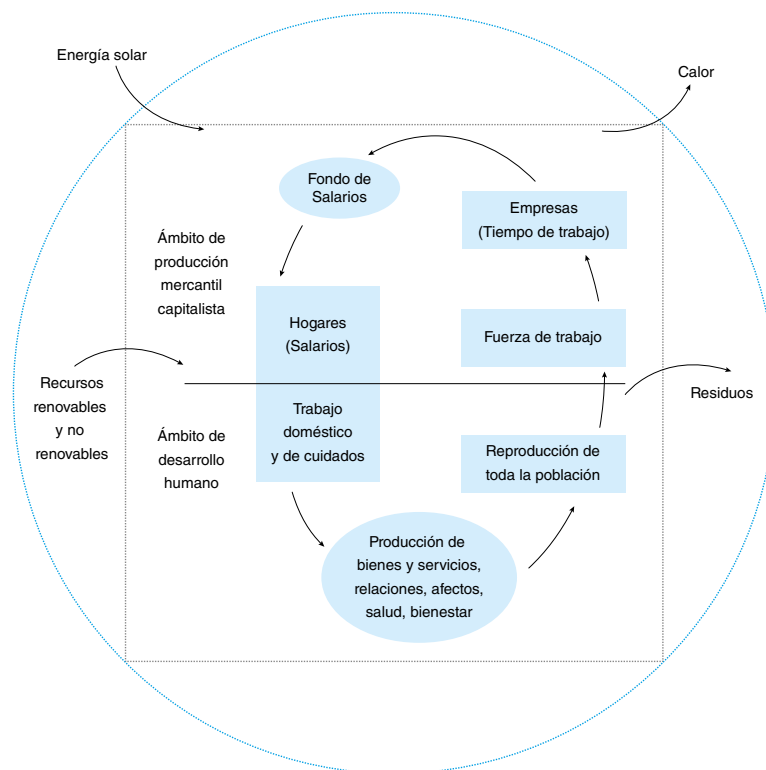 Energía solar
Calor
Fondo de
Salarios
Empresas
(Tiempo de trabajo)
Ámbito de
producción
mercantil
capitalista
Hogares
(Salarios)
Fuerza de trabajo
Recursos
renovables
y no
renovables
Residuos
Ámbito de
desarrollo
humano
Trabajo
doméstico
y de cuidados
Reproducción de
toda la población
Producción de
bienes y servicios,
relaciones, afectos,
salud, bienestar